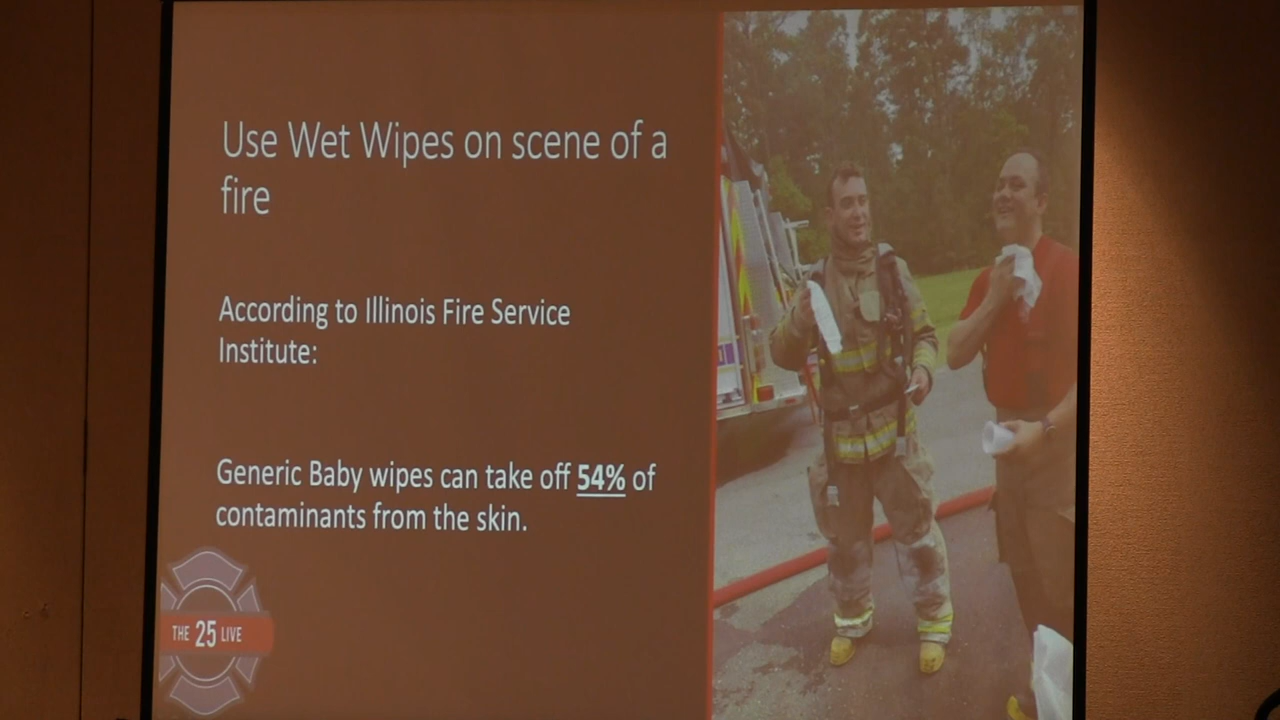 Use Wet Wipes on scene of a
fire
According to Illinois Fire Service
Institute:
Generic Baby wipes can take off 54% of
contaminants from the skin.
THE 25 LIVE